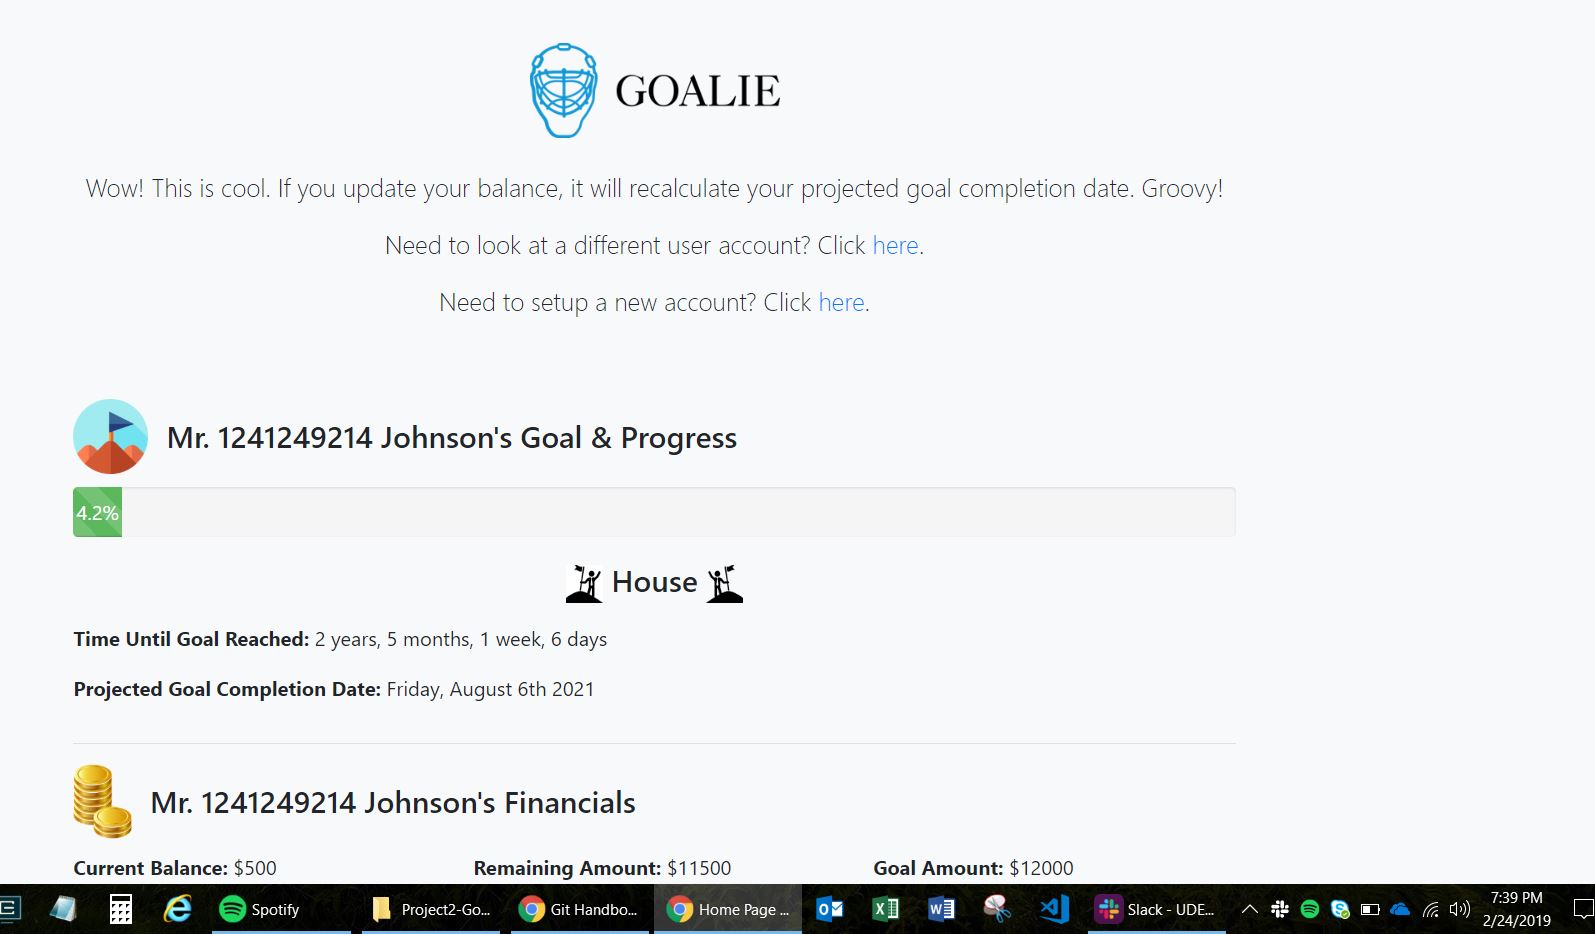 GOALIE
Wow! This is cool. If you update your balance, it will recalculate your projected goal completion date. Groovy!
Need to look at a different user account? Click here.
Need to setup a new account? Click here.
Mr. 1241249214 Johnson's Goal & Progress
4.2%
House
Time Until Goal Reached: 2 years, 5 months, 1 week, 6 days
Projected Goal Completion Date: Friday, August 6th 2021
Mr. 1241249214 Johnson's Financials
Current Balance: $500 Remaining Amount: $11500 Goal Amount: $12000
Spotify Project2-Go... Git Handbo... Home Page ... Slack - UDE... 7:39 PM
2/24/2019